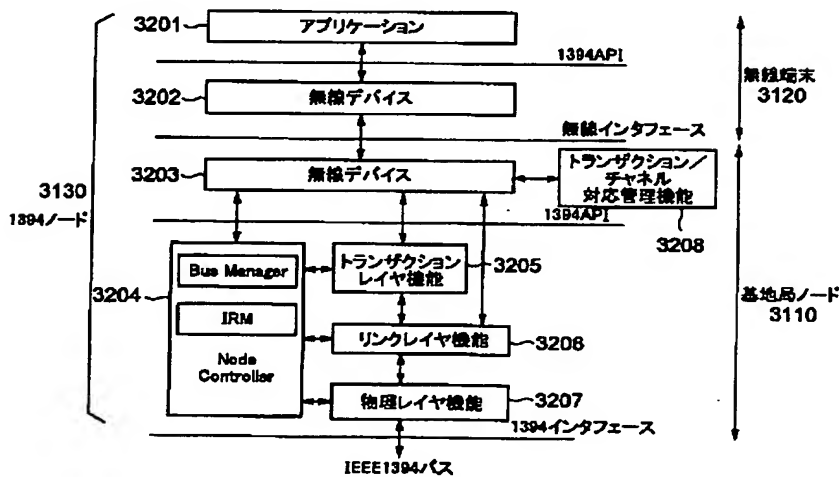 3201
アプリケーション
1394API
3202
無線デバイス
無線端末
3120
無線インタフェース
3203
無線デバイス
トランザクション/
チャネル
対応管理機能
3208
3130
1394ノード
1394API
3204
Bus Manager
IRM
Node
Controller
トランザクション
レイヤ機能
3205
リンクレイヤ機能
3206
基地局ノード
3110
物理レイヤ機能
3207
1394インタフェース
IEEE1394バス